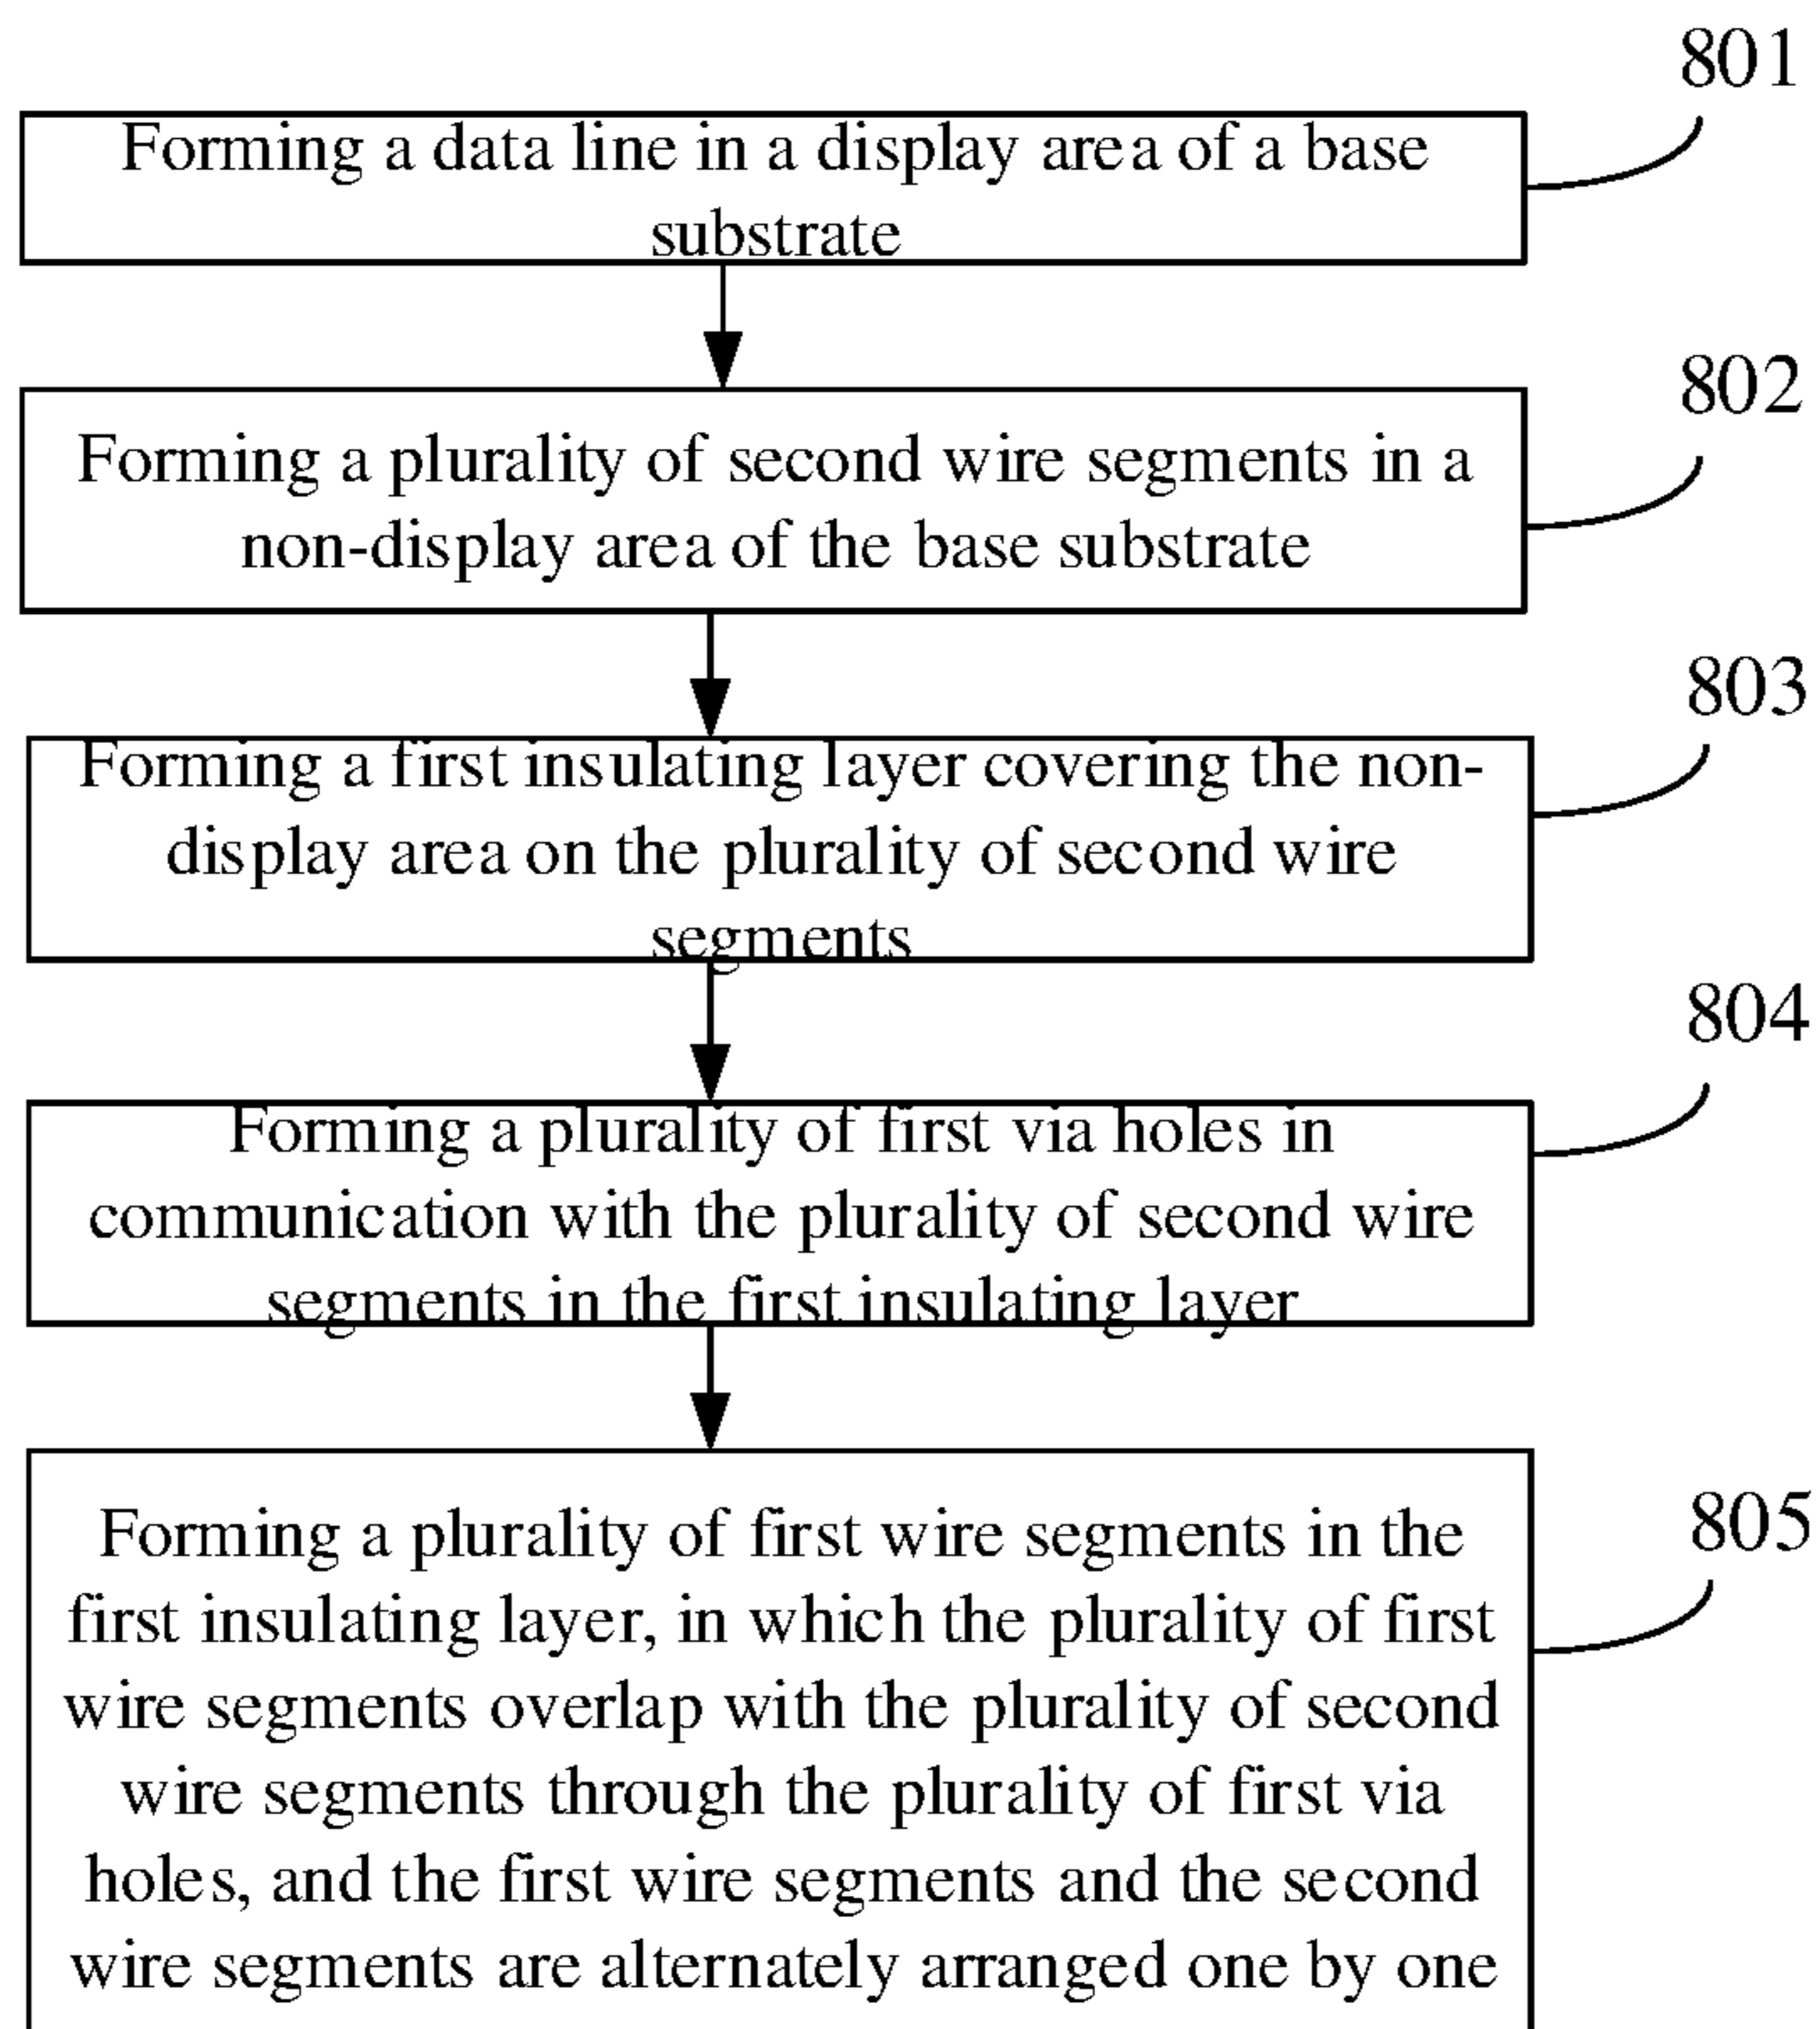 801
Forming a data line in a display area of a base
substrate
802
Forming a plurality of second wire segments in a
non-display area of the base substrate
803
Forming a first insulating layer covering the non-
display area on the plurality of second wire
segments
804
Forming a plurality of first via holes in
communication with the plurality of second wire
segments in the first insulating layer
805
Forming a plurality of first wire segments in the
first insulating layer, in which the plurality of first
wire segments overlap with the plurality of second
wire segments through the plurality of first via
holes, and the first wire segments and the second
wire segments are alternately arranged one by one